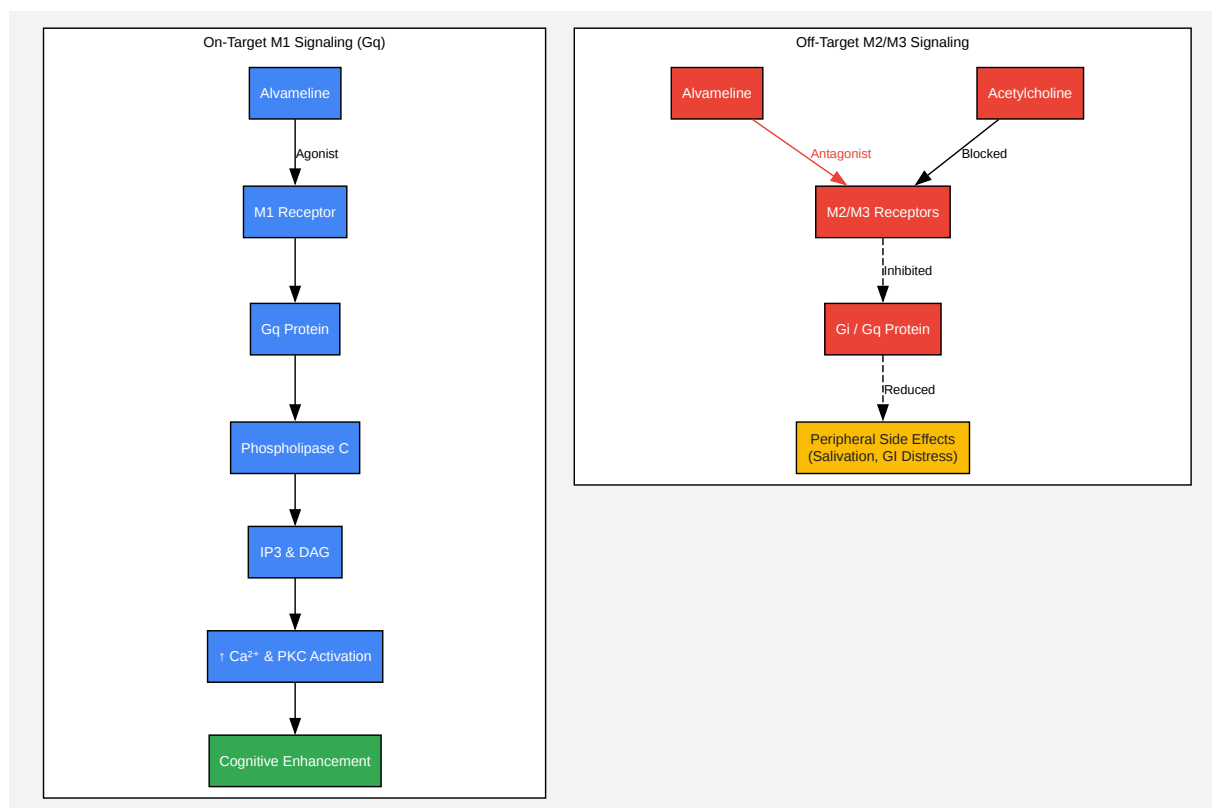 On-Target M1 Signaling (Gq)
Alvameline
Agonist
M1 Receptor
Gq Protein
Phospholipase C
IP3 & DAG
↑ Ca²⁺ & PKC Activation
Cognitive Enhancement
Off-Target M2/M3 Signaling
Alvameline
Acetylcholine
Antagonist
Blocked
M2/M3 Receptors
Inhibited
Gi / Gq Protein
Reduced
Peripheral Side Effects
(Salivation, GI Distress)